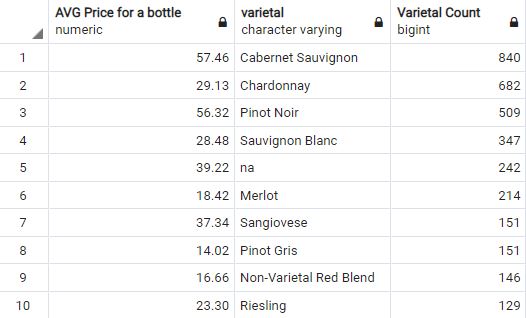 AVG Price for a bottle varietal Varietal Count
numeric character varying bigint
1 57.46 Cabernet Sauvignon 840
2 29.13 Chardonnay 682
3 56.32 Pinot Noir 509
4 28.48 Sauvignon Blanc 347
5 39.22 na 242
6 18.42 Merlot 214
7 37.34 Sangiovese 151
8 14.02 Pinot Gris 151
9 16.66 Non-Varietal Red Blend 146
10 23.30 Riesling 129